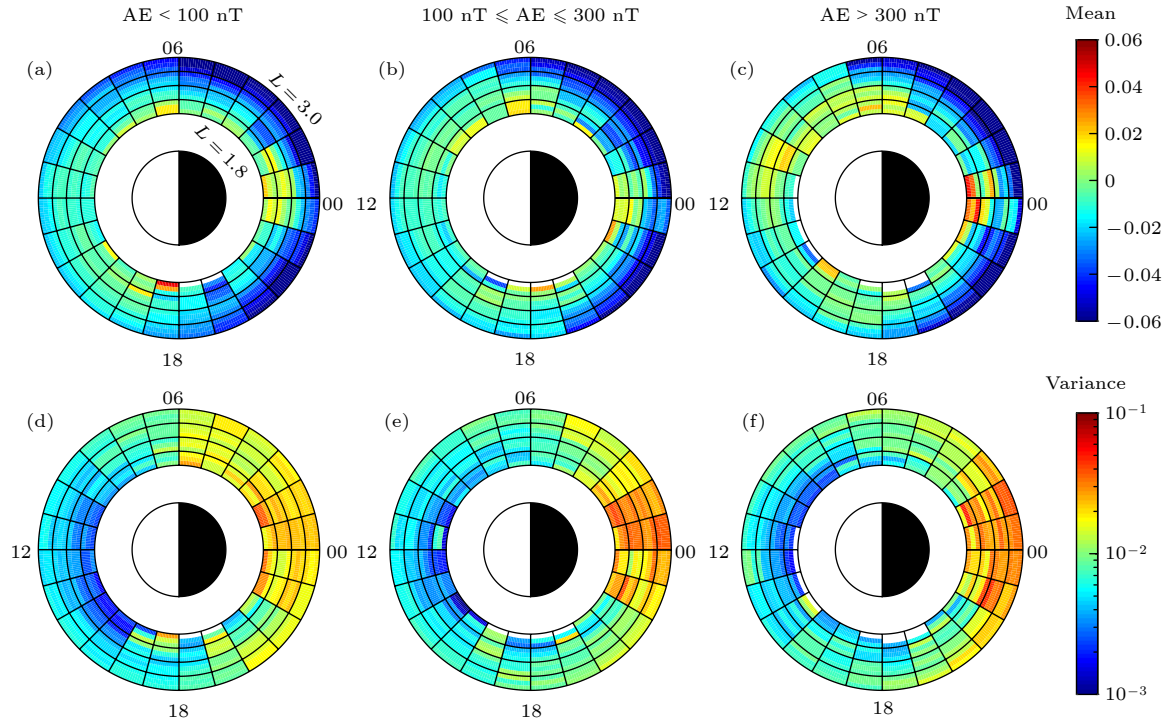 AE < 100 nT
100 nT ⩽ AE ⩽ 300 nT
AE > 300 nT
Mean
(a)
06
L = 3.0
L = 1.8
00
18
(b)
06
12
00
18
(c)
06
12
00
18
0.06
0.04
0.02
0
−0.02
−0.04
−0.06
Variance
(d)
06
12
00
18
(e)
06
12
00
18
(f)
06
12
00
18
10⁻¹
10⁻²
10⁻³